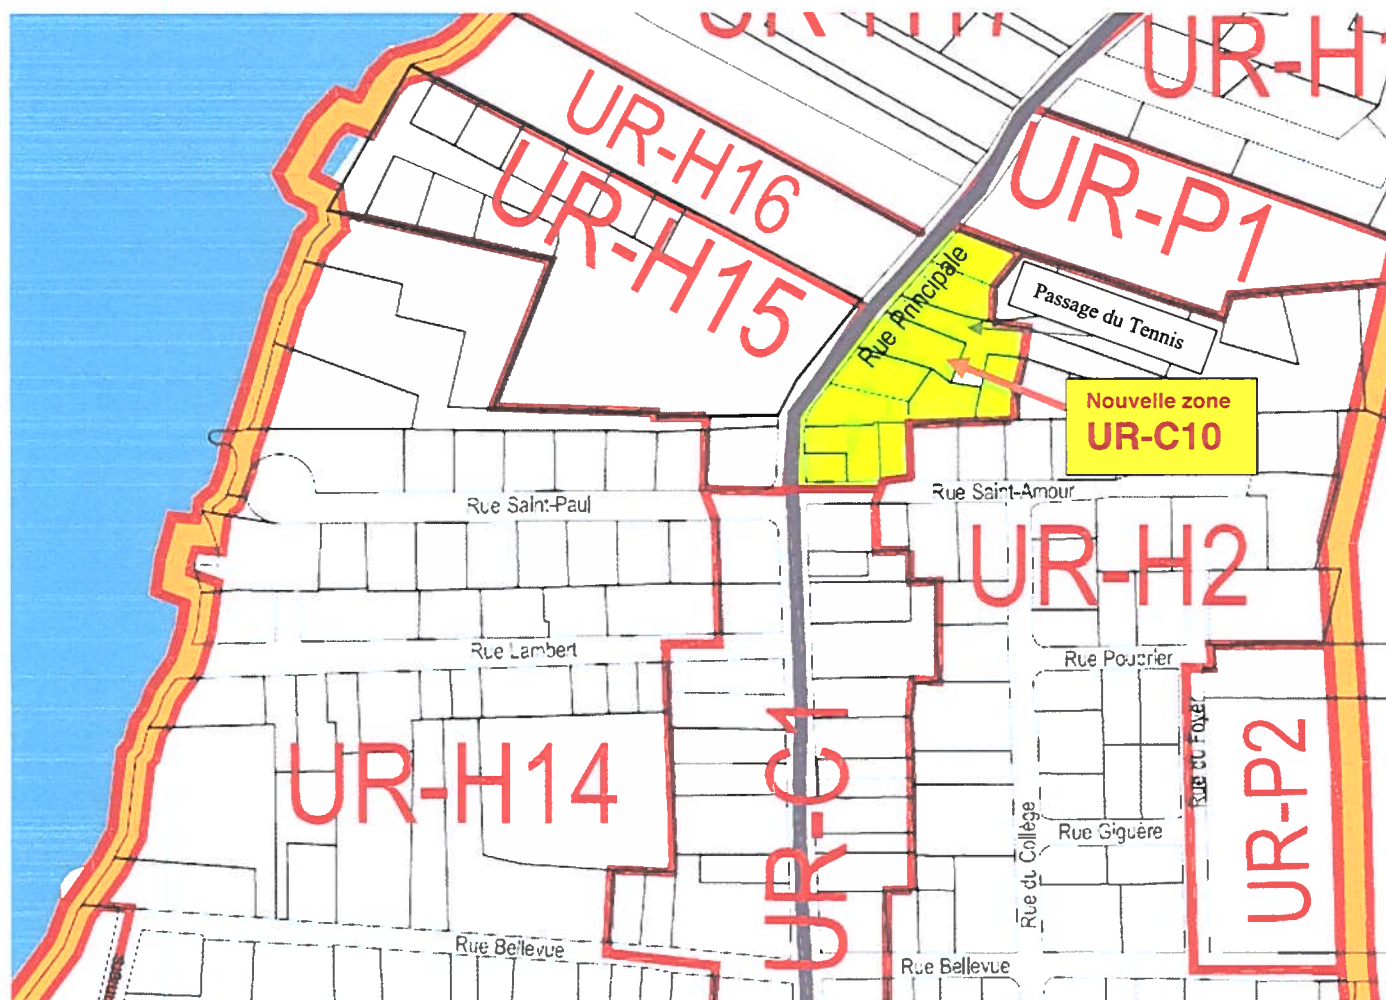 UR-H1
UR-H16
UR-P1
UR-H15
Rue Principale
Passage du Tennis
Nouvelle zone
UR-C10
Rue Saint-Paul
Rue Saint-Amour
UR-H2
Rue Lambert
Rue Poudrier
UR-H14
UR-C1
Rue du Foyer
UR-P2
Rue Giguère
Rue du Collège
Rue Bellevue
Rue Bellevue